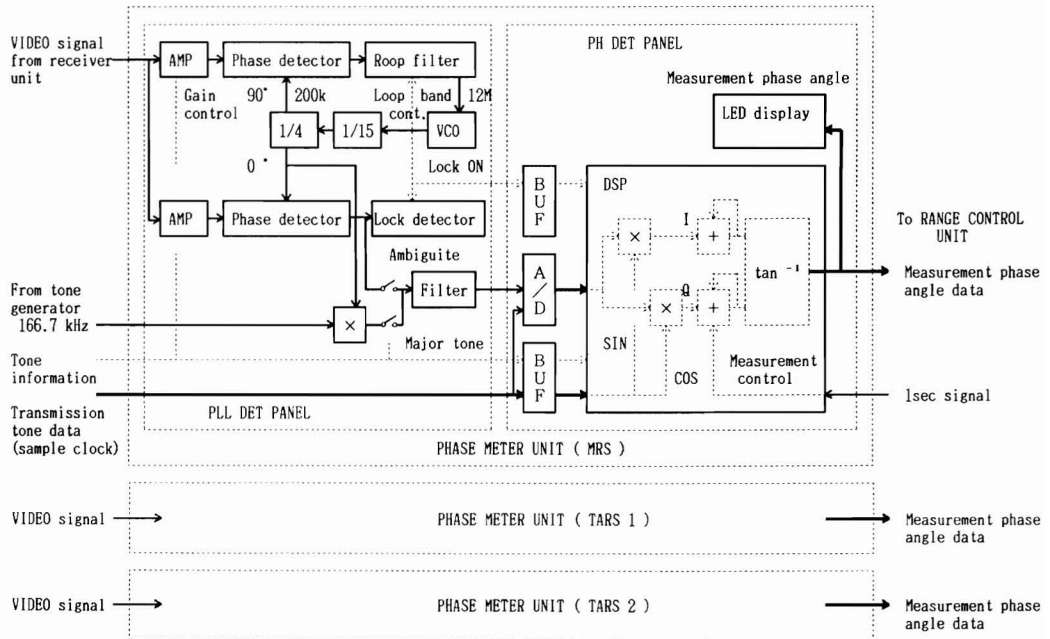 VIDEO signal
from receiver
unit
AMP
Phase detector
Roop filter
PH DET PANEL
Measurement phase angle
LED display
Gain
control
90°
200k
Loop band
cont.
12M
1/4
1/15
VCO
0 °
Lock ON
AMP
Phase detector
Lock detector
BUF
DSP
I
×
+
tan ⁻¹
To RANGE CONTROL
UNIT
Measurement phase
angle data
Ambiguite
Filter
A/D
Q
×
+
From tone
generator
166.7 kHz
×
Major tone
SIN
COS
Measurement
control
Tone
information
BUF
1sec signal
Transmission
tone data
(sample clock)
PLL DET PANEL
PHASE METER UNIT ( MRS )
VIDEO signal
PHASE METER UNIT ( TARS 1 )
Measurement phase
angle data
VIDEO signal
PHASE METER UNIT ( TARS 2 )
Measurement phase
angle data